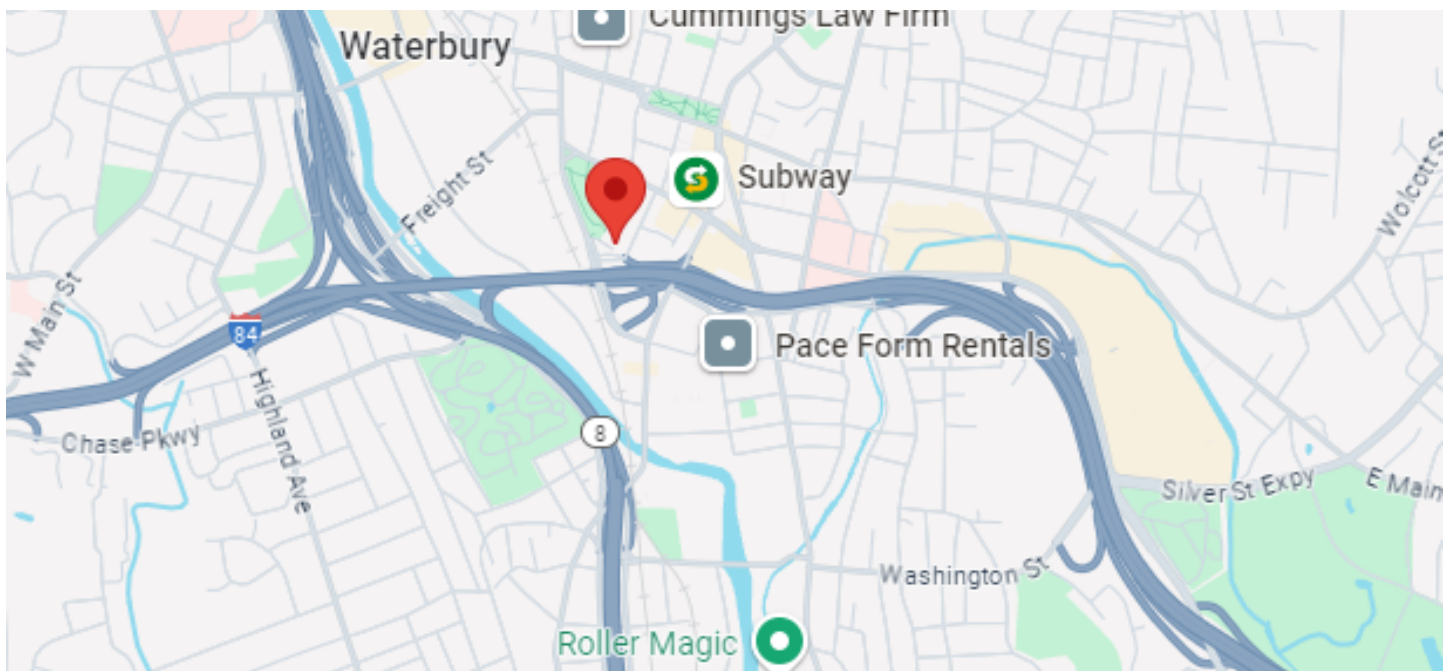 Cummings Law Firm
Waterbury
Freight St
Subway
Wolcott St
W Main St
84
Pace Form Rentals
Highland Ave
Chase Pkwy
8
Silver St Expy
E Main
Washington St
Roller Magic